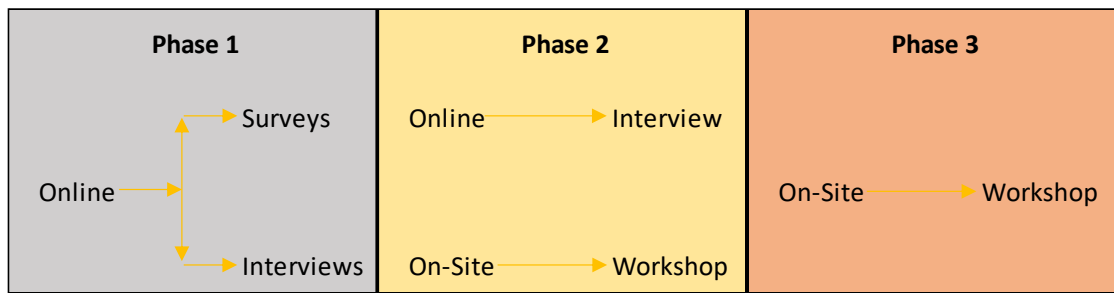 Phase 1
Surveys
Online
Interviews
Phase 2
Online
Interview
On-Site
Workshop
Phase 3
On-Site
Workshop